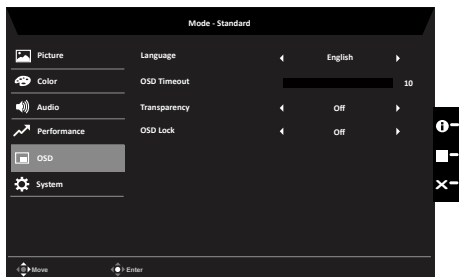 Mode - Standard
Picture
Language English
Color
OSD Timeout 10
Audio
Transparency Off
Performance
OSD Lock Off
OSD
System
Move Enter